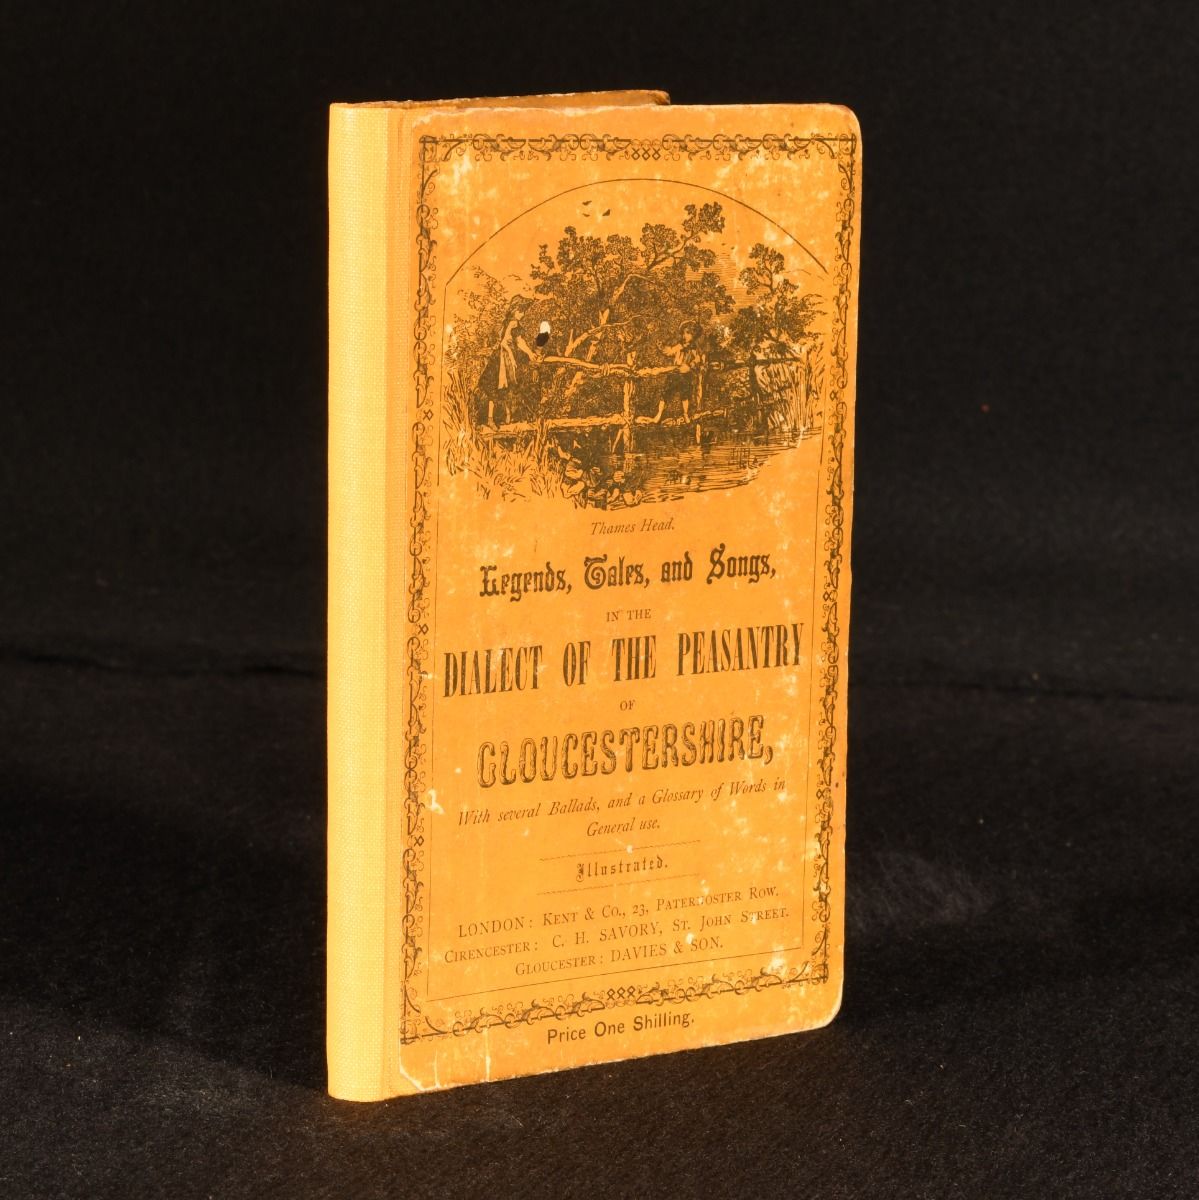 Thames Head.
Legends, Tales, and Songs,
IN THE
DIALECT OF THE PEASANTRY
OF
GLOUCESTERSHIRE,
With several Ballads, and a Glossary of Words in
General use.
Illustrated.
LONDON: KENT & CO., 23, PATERNOSTER ROW.
CIRENCESTER: C. H. SAVORY, ST. JOHN STREET.
GLOUCESTER: DAVIES & SON.
Price One Shilling.